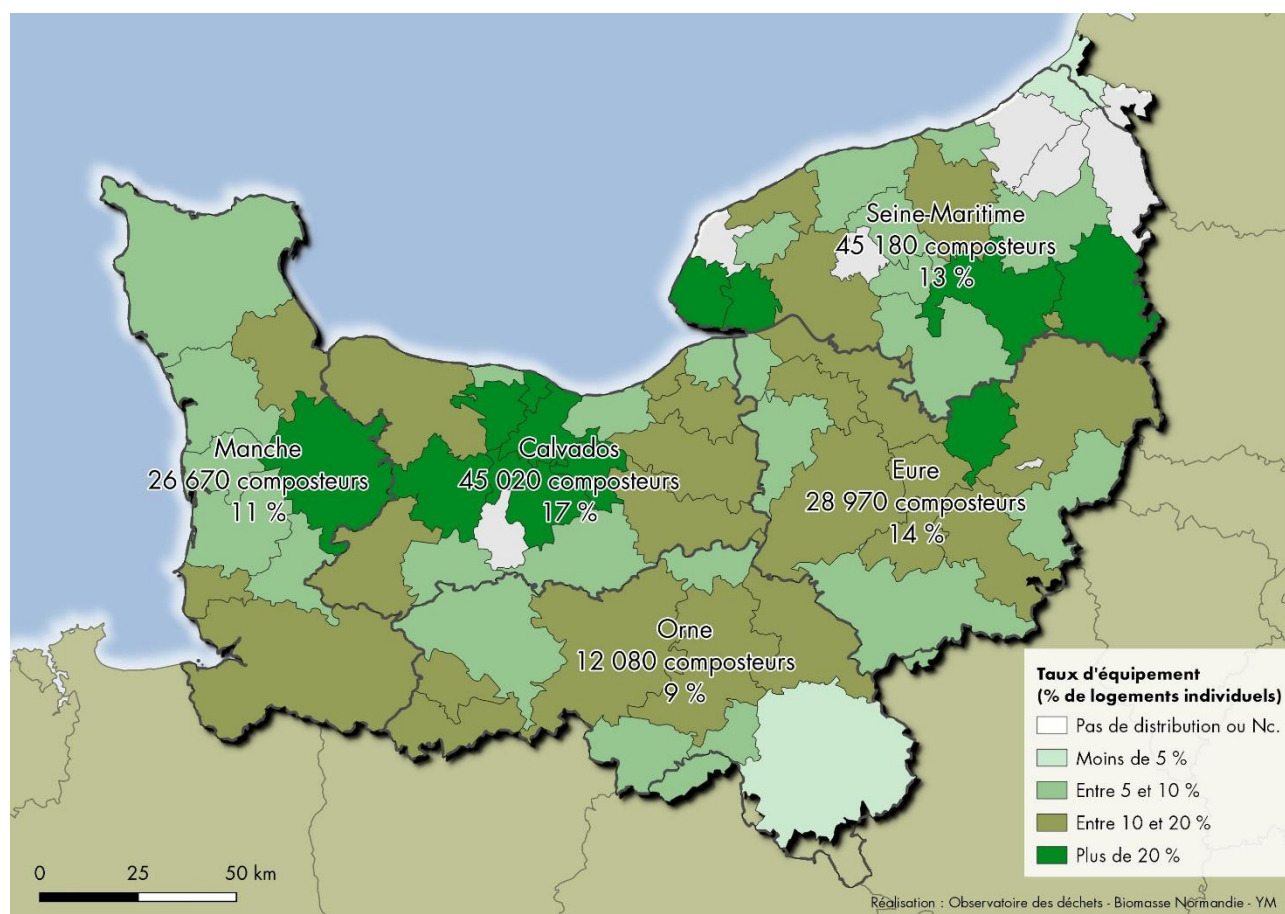 Seine-Maritime
45 180 composteurs
13 %
Manche
26 670 composteurs
11 %
Calvados
45 020 composteurs
17 %
Eure
28 970 composteurs
14 %
Orne
12 080 composteurs
9 %
Taux d'équipement
(% de logements individuels)
Pas de distribution ou Nc.
Moins de 5 %
Entre 5 et 10 %
Entre 10 et 20 %
Plus de 20 %
0 25 50 km
Réalisation : Observatoire des déchets - Biomasse Normandie - YM